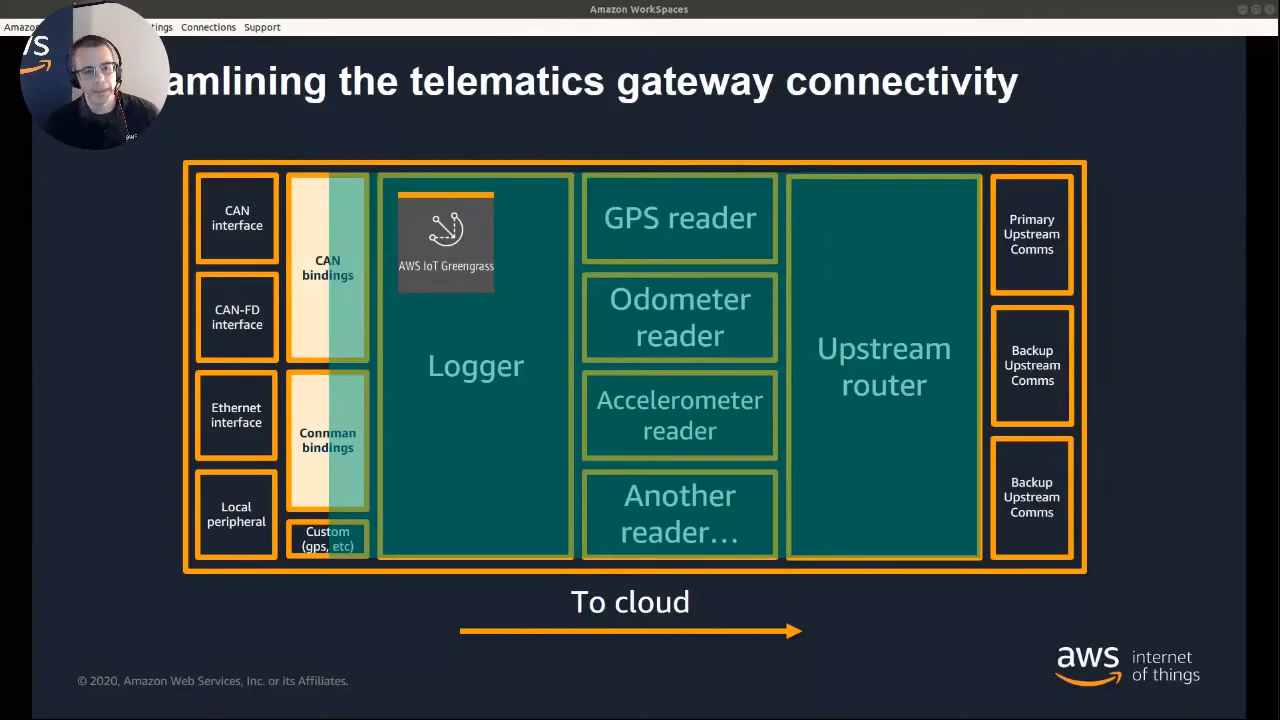 Amazon WorkSpaces
Connections Support
amlining the telematics gateway connectivity
CAN
interface
CAN-FD
interface
Ethernet
interface
Local
peripheral
CAN
bindings
Connman
bindings
Custom
(gps, etc)
AWS IoT Greengrass
Logger
GPS reader
Odometer
reader
Accelerometer
reader
Another
reader...
Upstream
router
Primary
Upstream
Comms
Backup
Upstream
Comms
Backup
Upstream
Comms
To cloud
© 2020, Amazon Web Services, Inc. or its Affiliates.
aws internet
of things